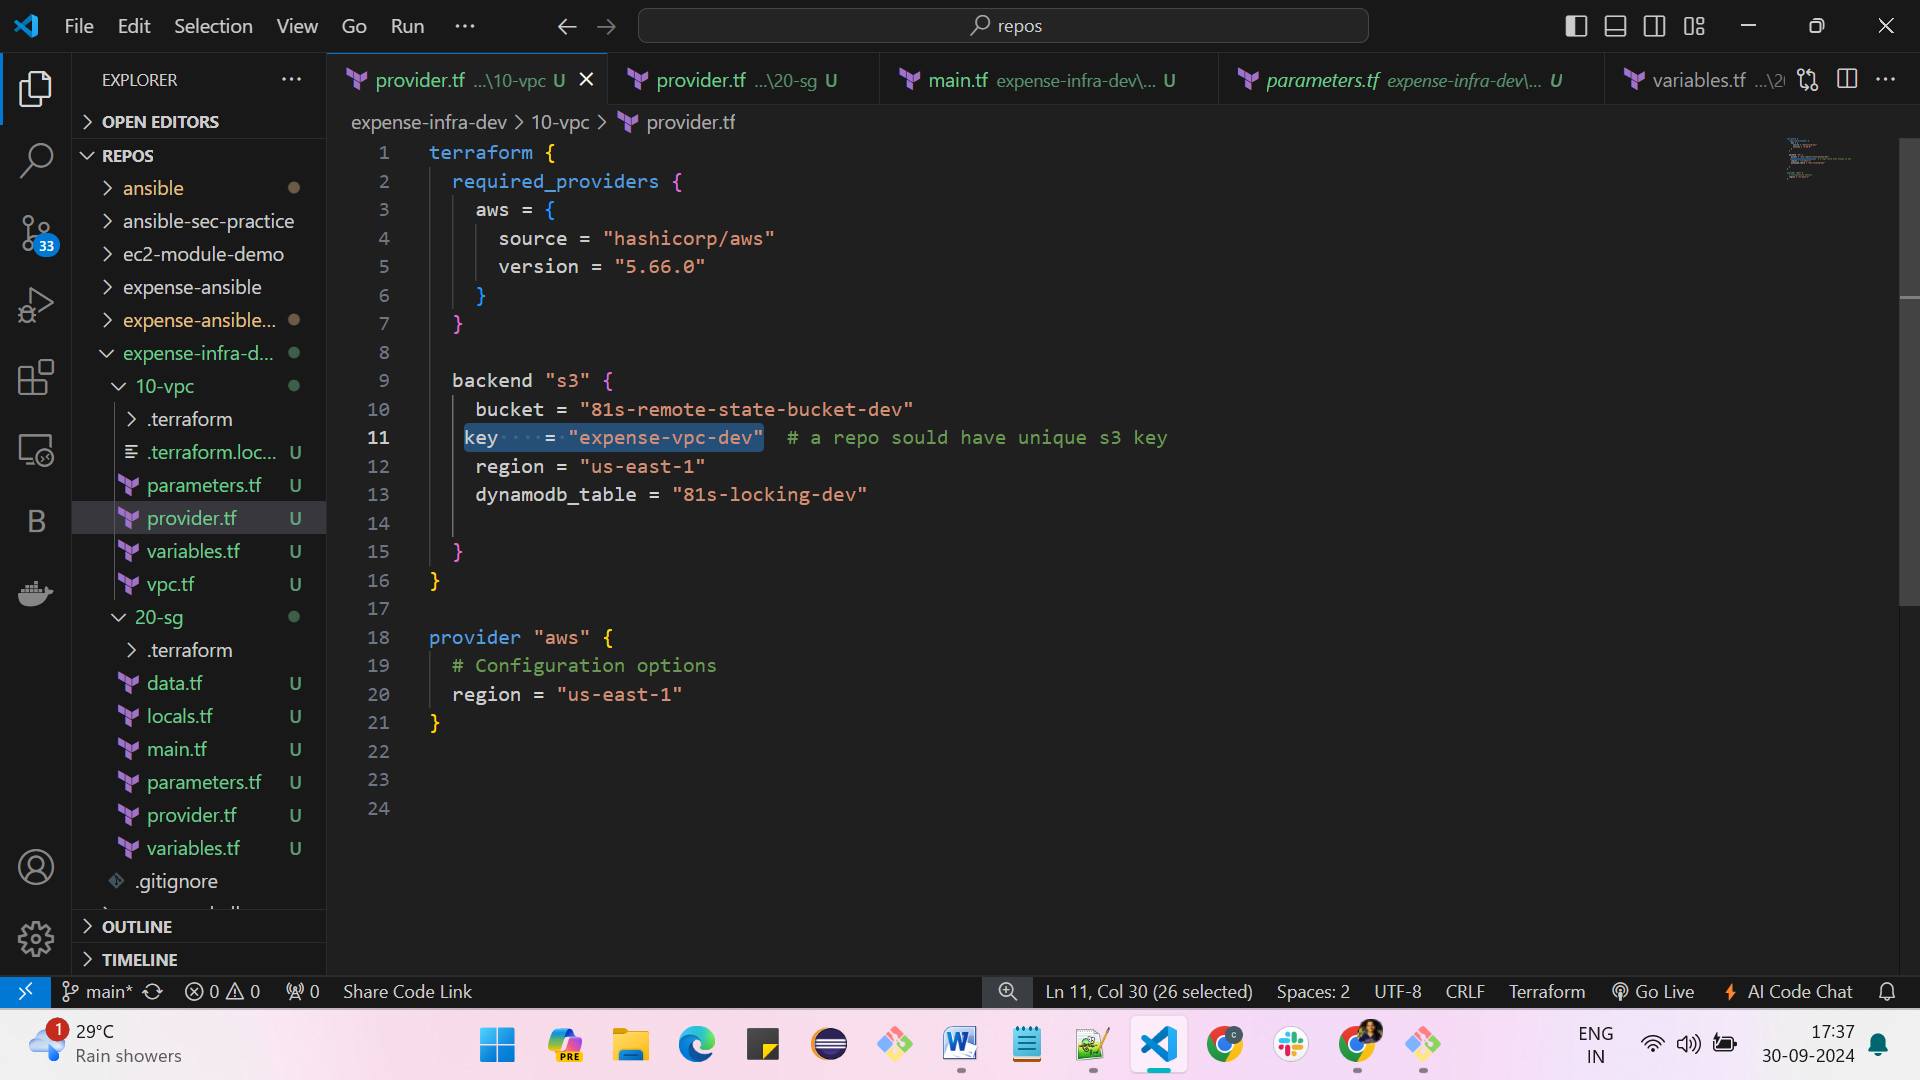 File Edit Selection View Go Run ··· repos
EXPLORER ···
OPEN EDITORS
REPOS
ansible
ansible-sec-practice
ec2-module-demo
expense-ansible
expense-ansible...
expense-infra-d...
10-vpc
.terraform
.terraform.loc... U
parameters.tf U
provider.tf U
variables.tf U
vpc.tf U
20-sg
.terraform
data.tf U
locals.tf U
main.tf U
parameters.tf U
provider.tf U
variables.tf U
.gitignore
OUTLINE
TIMELINE
33
B
provider.tf ...\10-vpc U provider.tf ...\20-sg U main.tf expense-infra-dev\... U parameters.tf expense-infra-dev\... U variables.tf ...\20
expense-infra-dev > 10-vpc > provider.tf
1 terraform {
2 required_providers {
3 aws = {
4 source = "hashicorp/aws"
5 version = "5.66.0"
6 }
7 }
8
9 backend "s3" {
10 bucket = "81s-remote-state-bucket-dev"
11 key    = "expense-vpc-dev"  # a repo sould have unique s3 key
12 region = "us-east-1"
13 dynamodb_table = "81s-locking-dev"
14
15 }
16 }
17
18 provider "aws" {
19 # Configuration options
20 region = "us-east-1"
21 }
22
23
24
main* 0 0 0 Share Code Link Ln 11, Col 30 (26 selected) Spaces: 2 UTF-8 CRLF Terraform Go Live AI Code Chat
1 29°C
Rain showers
PRE
W
C
ENG
IN
17:37
30-09-2024